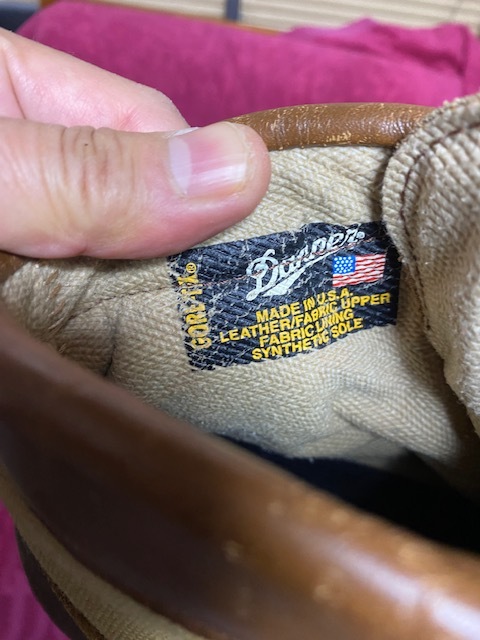 Danner®
GORE-TEX®
MADE IN U.S.A.
LEATHER/FABRIC UPPER
FABRIC LINING
SYNTHETIC SOLE